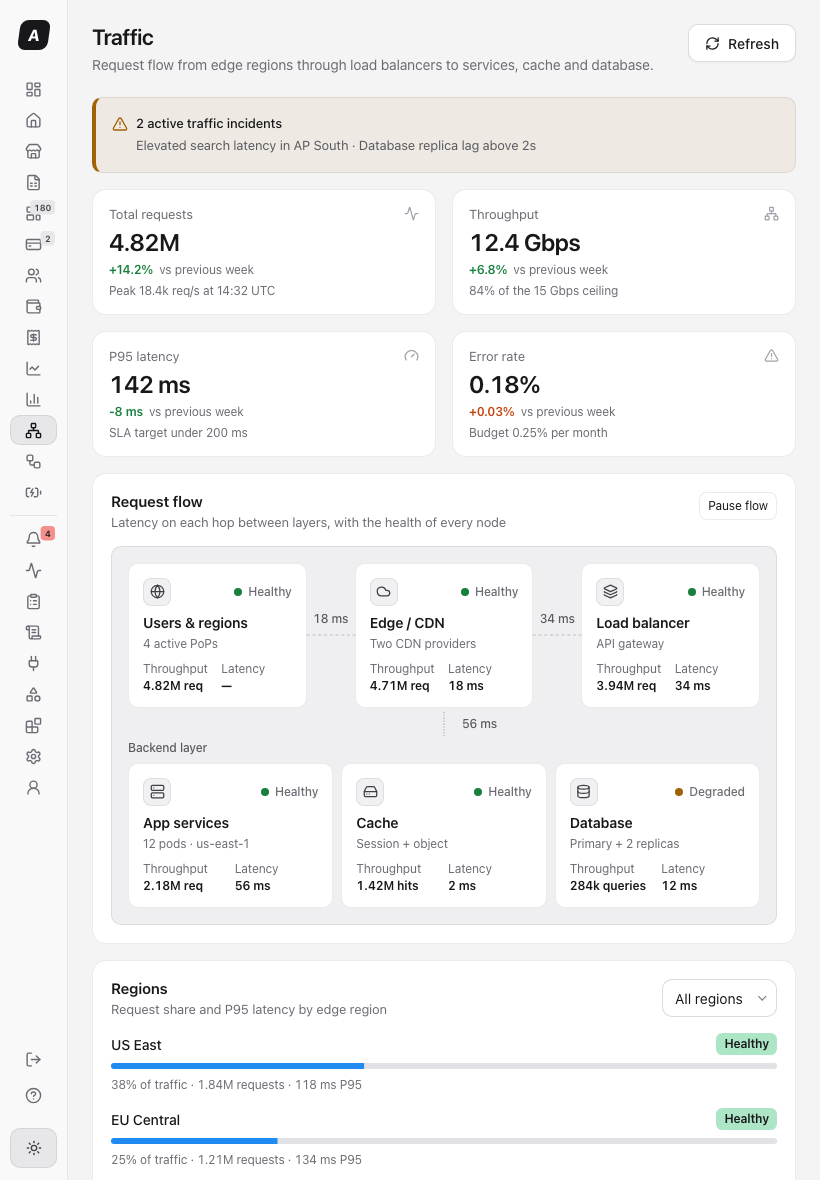 A
180
2
4
Traffic
Request flow from edge regions through load balancers to services, cache and database.
Refresh
2 active traffic incidents
Elevated search latency in AP South · Database replica lag above 2s
Total requests
4.82M
+14.2% vs previous week
Peak 18.4k req/s at 14:32 UTC
Throughput
12.4 Gbps
+6.8% vs previous week
84% of the 15 Gbps ceiling
P95 latency
142 ms
-8 ms vs previous week
SLA target under 200 ms
Error rate
0.18%
+0.03% vs previous week
Budget 0.25% per month
Request flow
Latency on each hop between layers, with the health of every node
Pause flow
Healthy
Users & regions
4 active PoPs
Throughput Latency
4.82M req —
18 ms
Healthy
Edge / CDN
Two CDN providers
Throughput Latency
4.71M req 18 ms
34 ms
Healthy
Load balancer
API gateway
Throughput Latency
3.94M req 34 ms
56 ms
Backend layer
Healthy
App services
12 pods · us-east-1
Throughput Latency
2.18M req 56 ms
Healthy
Cache
Session + object
Throughput Latency
1.42M hits 2 ms
Degraded
Database
Primary + 2 replicas
Throughput Latency
284k queries 12 ms
Regions
Request share and P95 latency by edge region
All regions
US East
Healthy
38% of traffic · 1.84M requests · 118 ms P95
EU Central
Healthy
25% of traffic · 1.21M requests · 134 ms P95